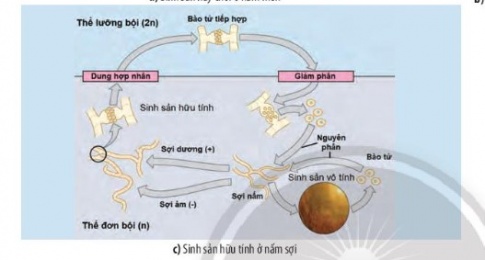 b)
Thể lưỡng bội (2n)
Bào tử tiếp hợp
Dung hợp nhân
Giảm phân
Sinh sản hữu tính
Nguyên
phân
Sợi dương (+)
Bào tử
Sinh sản vô tính
Sợi nấm
Sợi âm (-)
Thể đơn bội (n)
c) Sinh sản hữu tính ở nấm sợi